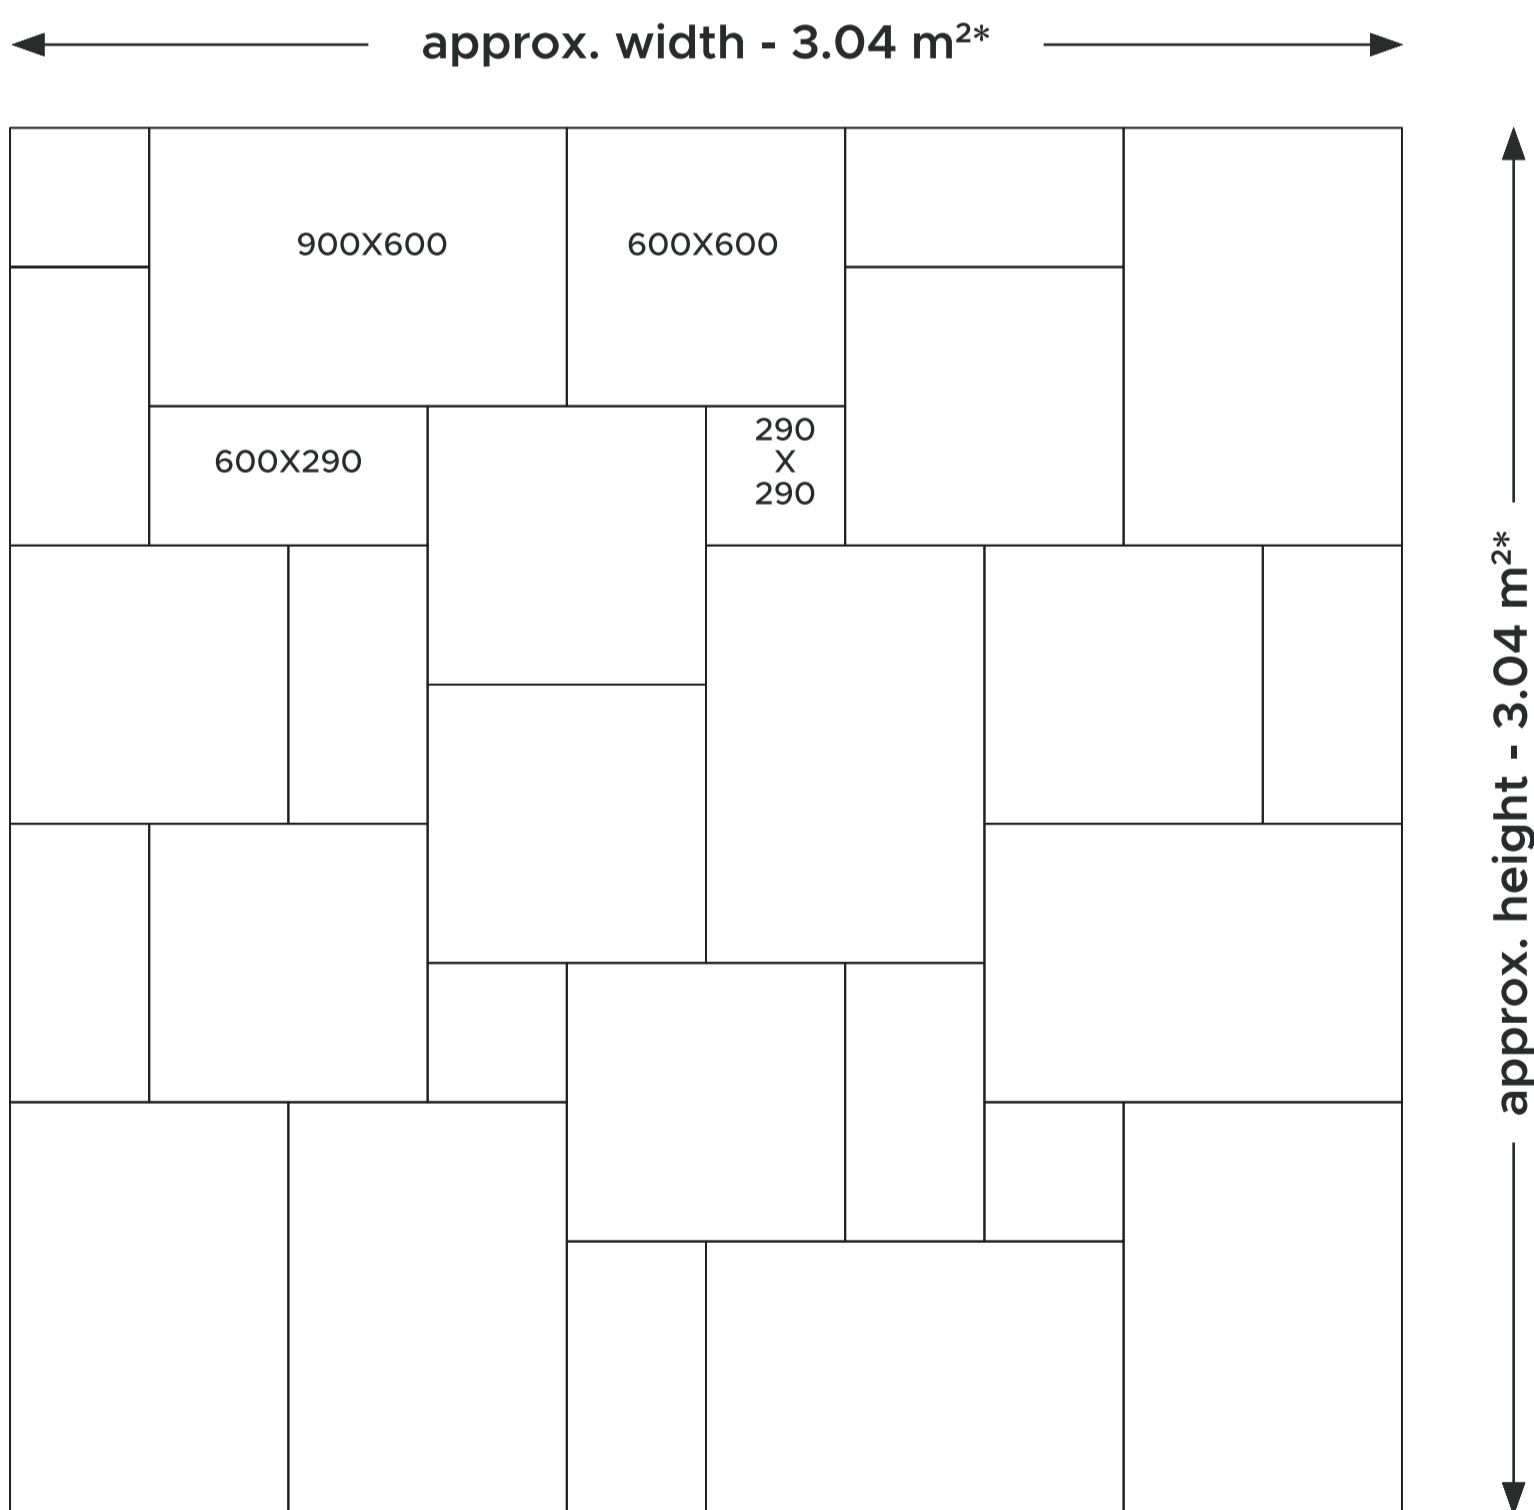 approx. width - 3.04 m²*
900X600
600X600
290
X
290
600X290
approx. height - 3.04 m²*